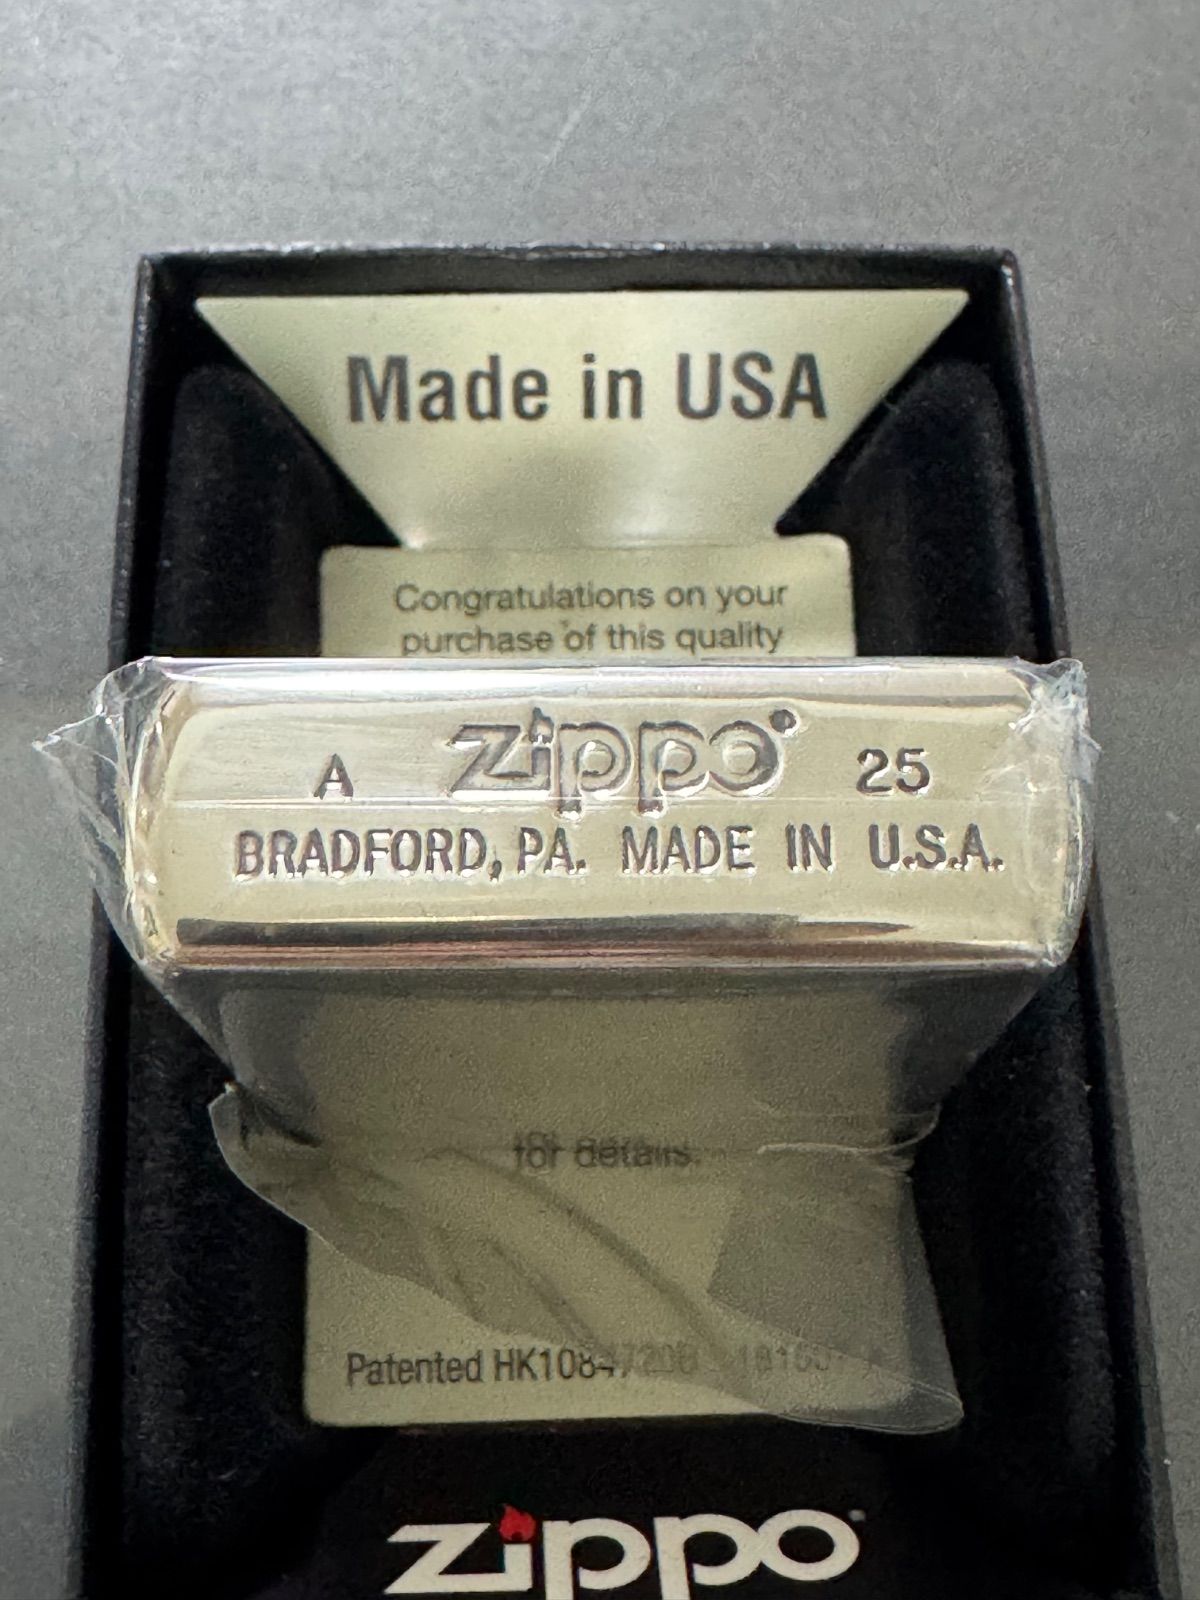 Made in USA
Congratulations on your
purchase of this quality
A zippo 25
BRADFORD, PA. MADE IN U.S.A.
for details.
Patented
zippo